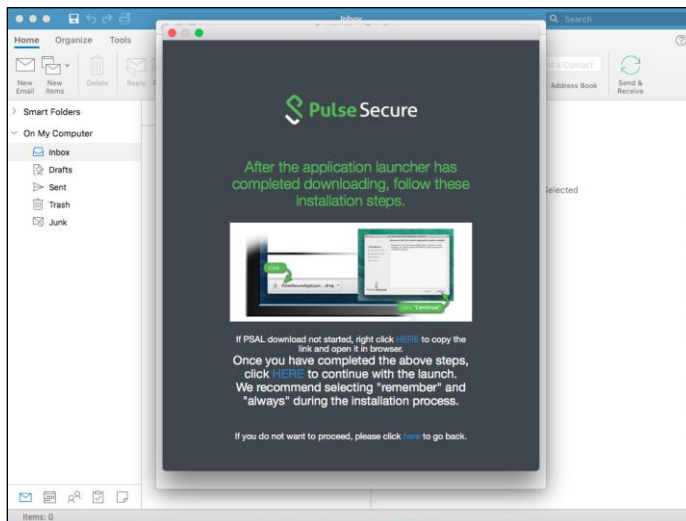 Inbox
Search
Home Organize Tools
New Email
New Items
Delete
Reply
Address Book
Send & Receive
Smart Folders
On My Computer
Inbox
Drafts
Sent
Trash
Junk
Selected
Pulse Secure
After the application launcher has
completed downloading, follow these
installation steps.
Click
Click "Continue"
Pulse Secure
If PSAL download not started, right click HERE to copy the
link and open it in browser.
Once you have completed the above steps,
click HERE to continue with the launch.
We recommend selecting "remember" and
"always" during the installation process.
If you do not want to proceed, please click here to go back.
Items: 0